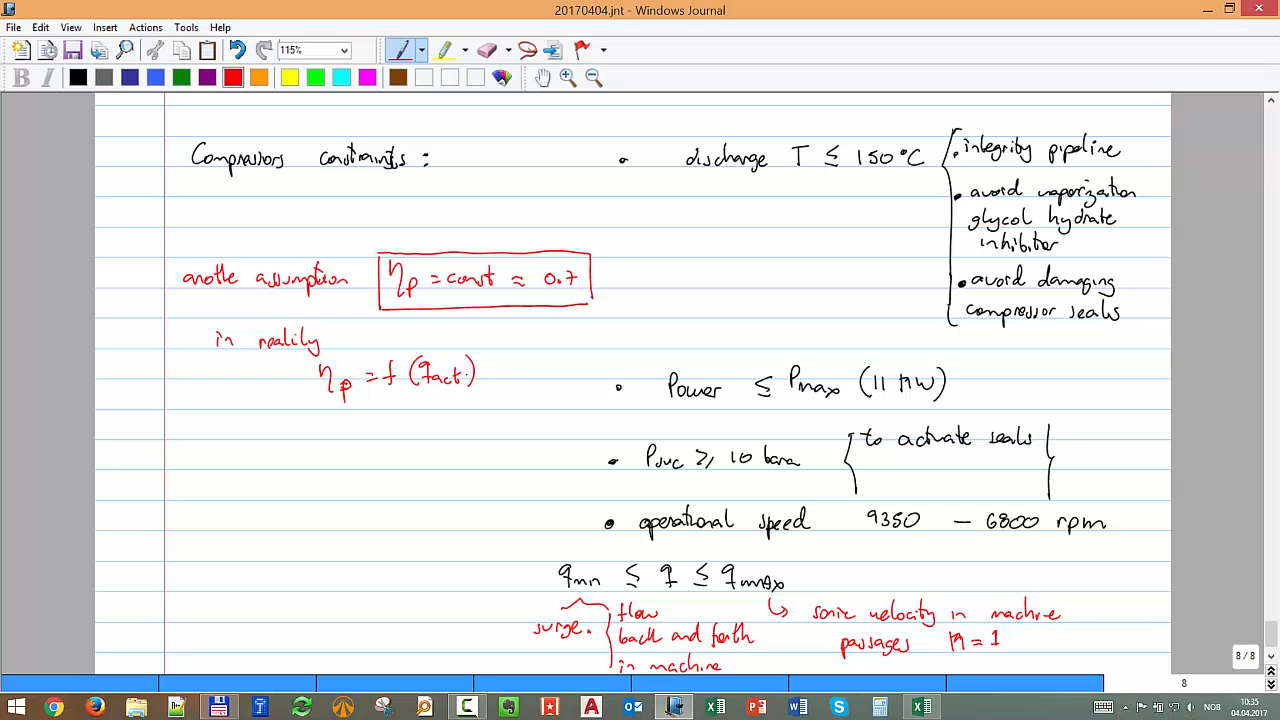 20170404.jnt - Windows Journal
File Edit View Insert Actions Tools Help
115%
B I
Compressors constraints :
• discharge T ≤ 150°C
• integrity pipeline
• avoid vaporization
glycol hydrate
inhibitor
• avoid damaging
compressor seals
anothe assumption ηp = const ≈ 0.7
in reality
ηp = f (qact.)
• Power ≤ Pmax (11 MW)
• Psuc ≥ 10 bara
to activate seals
• operational speed 9350 – 6800 rpm
qmin ≤ q ≤ qmax
surge.
flow
back and forth
in machine
↳ sonic velocity in machine
passages M = 1
8 / 8
8
NOB
10:35
04.04.2017